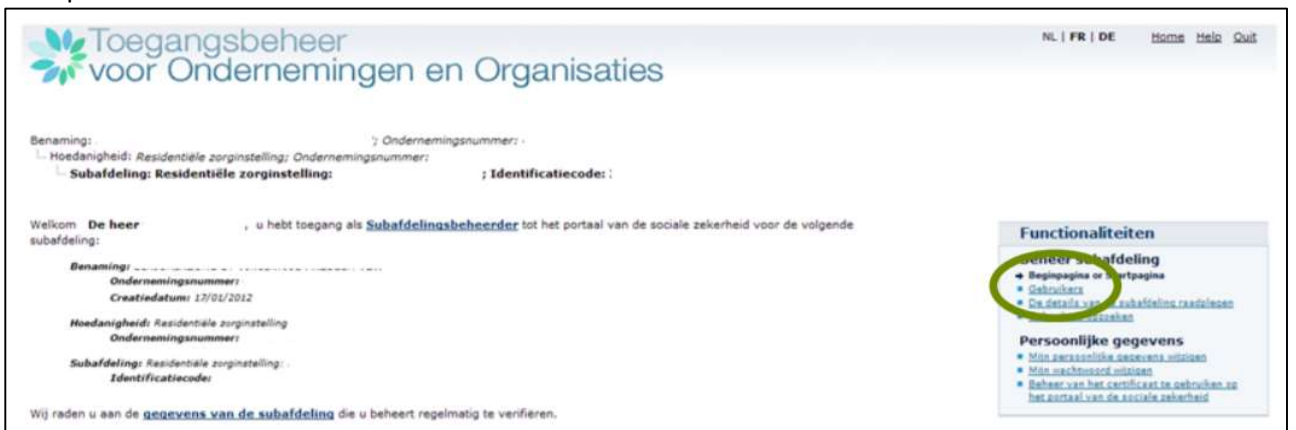 Toegangsbeheer
voor Ondernemingen en Organisaties
NL | FR | DE Home Help Quit
Benaming: ; Ondernemingsnummer:
Hoedanigheid: Residentiële zorginstelling; Ondernemingsnummer:
Subafdeling: Residentiële zorginstelling: ; Identificatiecode:
Welkom De heer , u hebt toegang als Subafdelingsbeheerder tot het portaal van de sociale zekerheid voor de volgende
subafdeling:
Benaming:
Ondernemingsnummer:
Creatiedatum: 17/01/2012
Hoedanigheid: Residentiële zorginstelling
Ondernemingsnummer:
Subafdeling: Residentiële zorginstelling:
Identificatiecode:
Wij raden u aan de gegevens van de subafdeling die u beheert regelmatig te verifieren.
Functionaliteiten
Beheer subafdeling
Beginpagina or Startpagina
Gebruikers
De details van de subafdeling raadplegen
opzoeken
Persoonlijke gegevens
Mijn persoonlijke gegevens wijzigen
Mijn wachtwoord wijzigen
Beheer van het certificaat te gebruiken op
het portaal van de sociale zekerheid